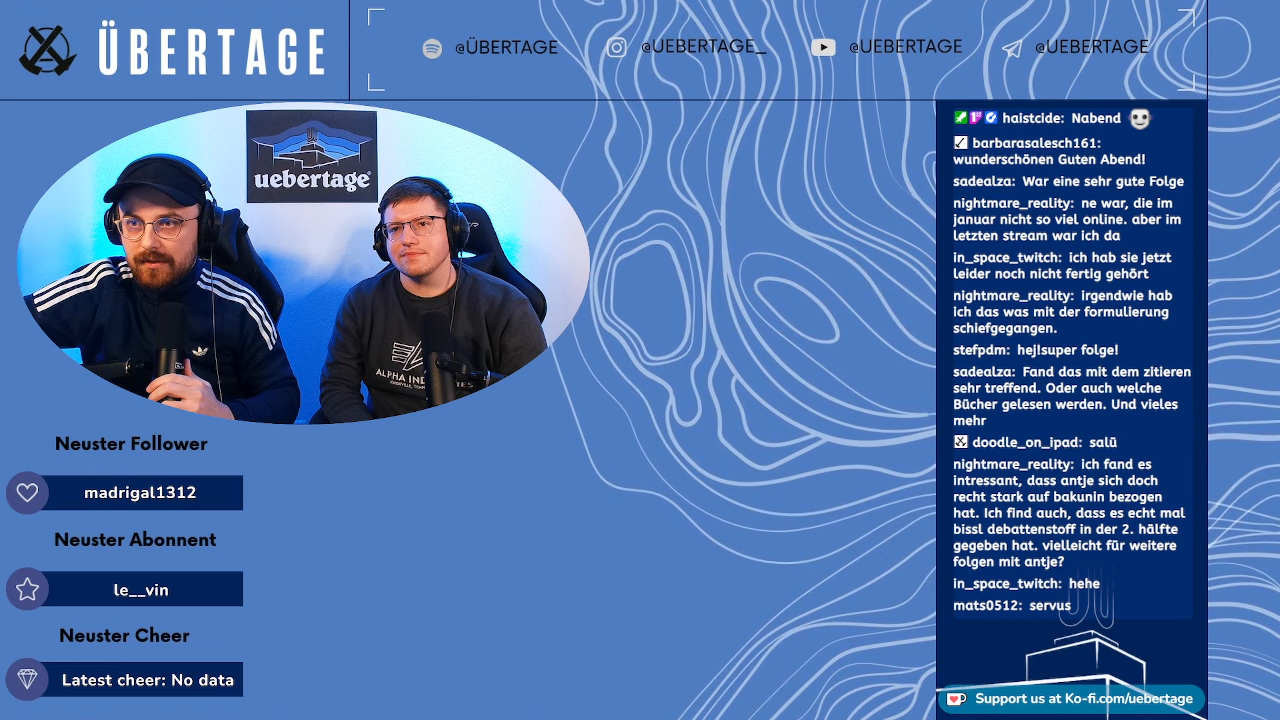 ÜBERTAGE
@ÜBERTAGE
@UEBERTAGE_
@UEBERTAGE
@UEBERTAGE
uebertage
ALPHA IND
IES
Neuster Follower
madrigal1312
Neuster Abonnent
le__vin
Neuster Cheer
Latest cheer: No data
haistcide: Nabend
barbarasalesch161:
wunderschönen Guten Abend!
sadealza: War eine sehr gute Folge
nightmare_reality: ne war, die im
januar nicht so viel online. aber im
letzten stream war ich da
in_space_twitch: ich hab sie jetzt
leider noch nicht fertig gehört
nightmare_reality: irgendwie hab
ich das was mit der formulierung
schiefgegangen.
stefpdm: hej!super folge!
sadealza: Fand das mit dem zitieren
sehr treffend. Oder auch welche
Bücher gelesen werden. Und vieles
mehr
doodle_on_ipad: salü
nightmare_reality: ich fand es
intressant, dass antje sich doch
recht stark auf bakunin bezogen
hat. Ich find auch, dass es echt mal
bissl debattenstoff in der 2. hälfte
gegeben hat. vielleicht für weitere
folgen mit antje?
in_space_twitch: hehe
mats0512: servus
Support us at Ko-fi.com/uebertage